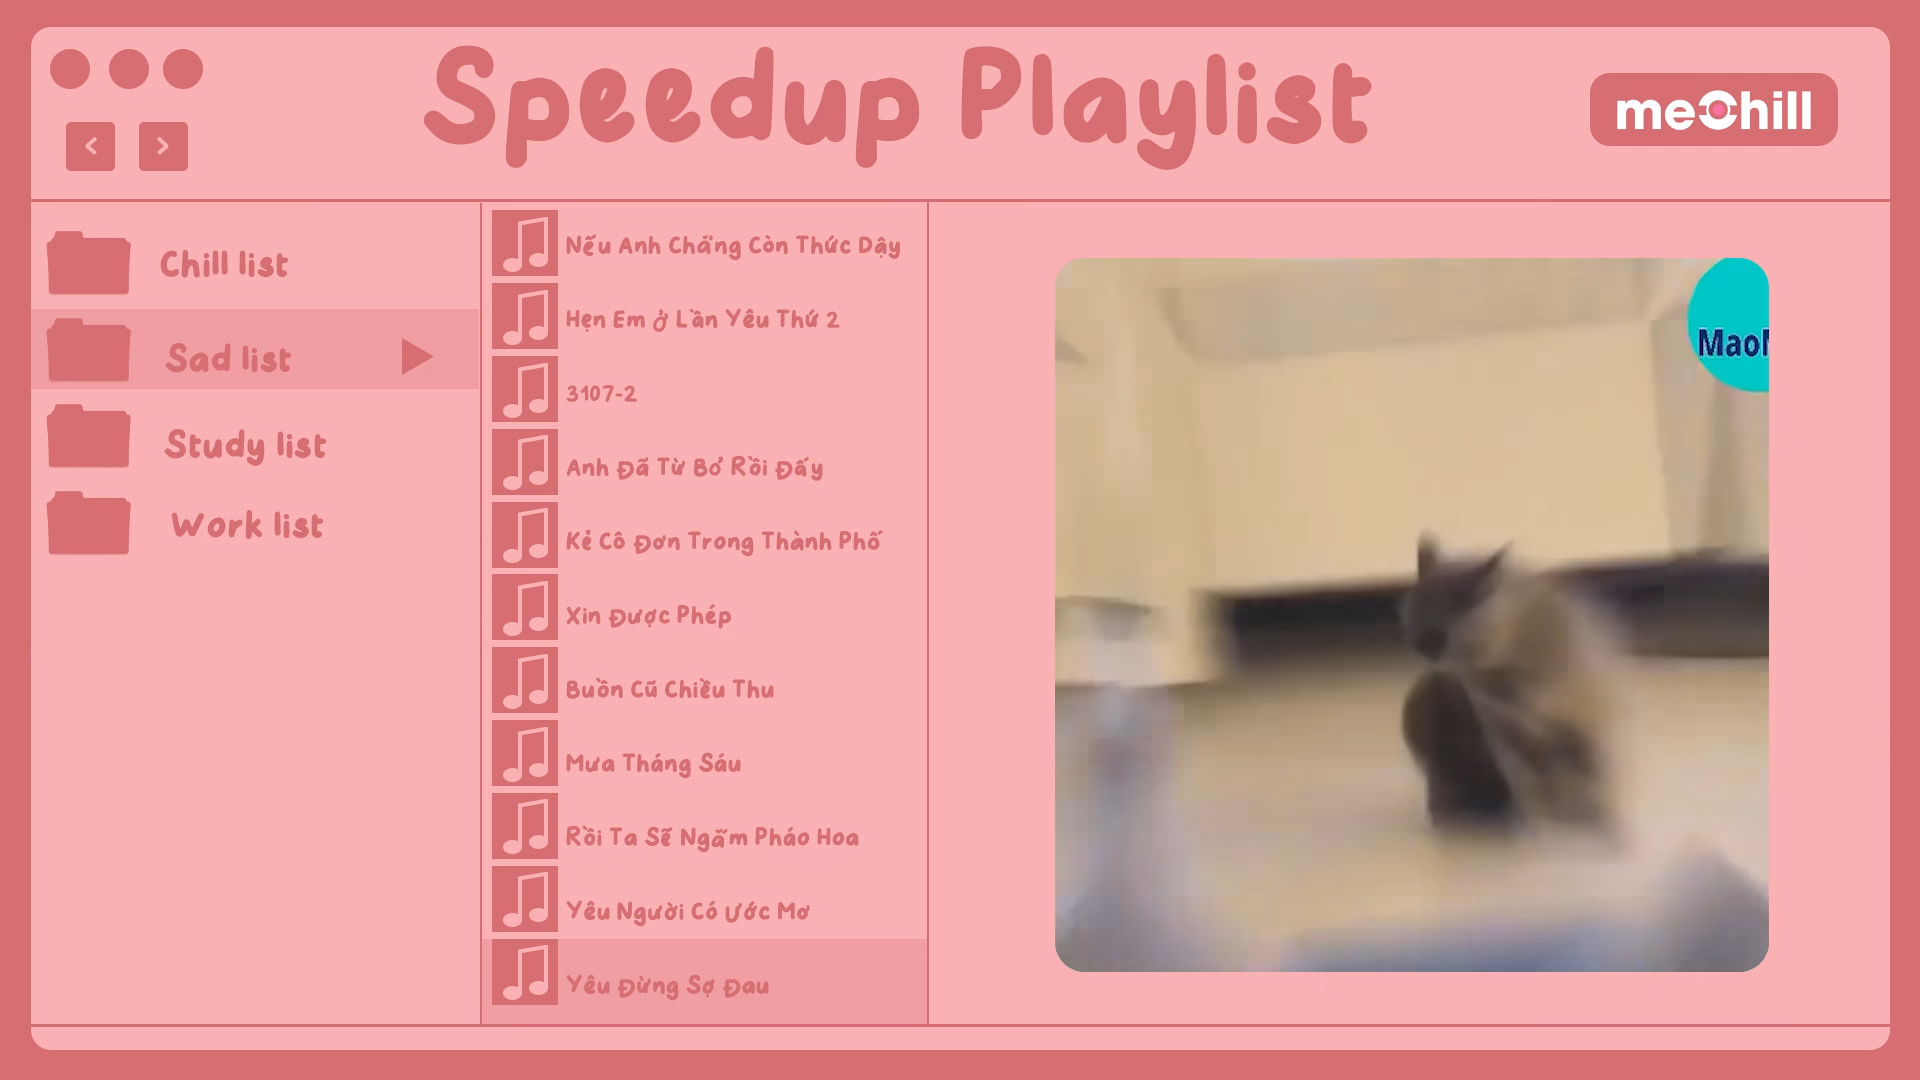 Speedup Playlist
mechill
Chill list
Sad list
Study list
Work list
Nếu Anh Chẳng Còn Thức Dậy
Hẹn Em ở Lần Yêu Thứ 2
3107-2
Anh Đã Từ Bỏ Rồi Đấy
Kẻ Cô Đơn Trong Thành Phố
Xin Được Phép
Buồn Cũ Chiều Thu
Mưa Tháng Sáu
Rồi Ta Sẽ Ngắm Pháo Hoa
Yêu Người Có Ước Mơ
Yêu Đừng Sợ Đau